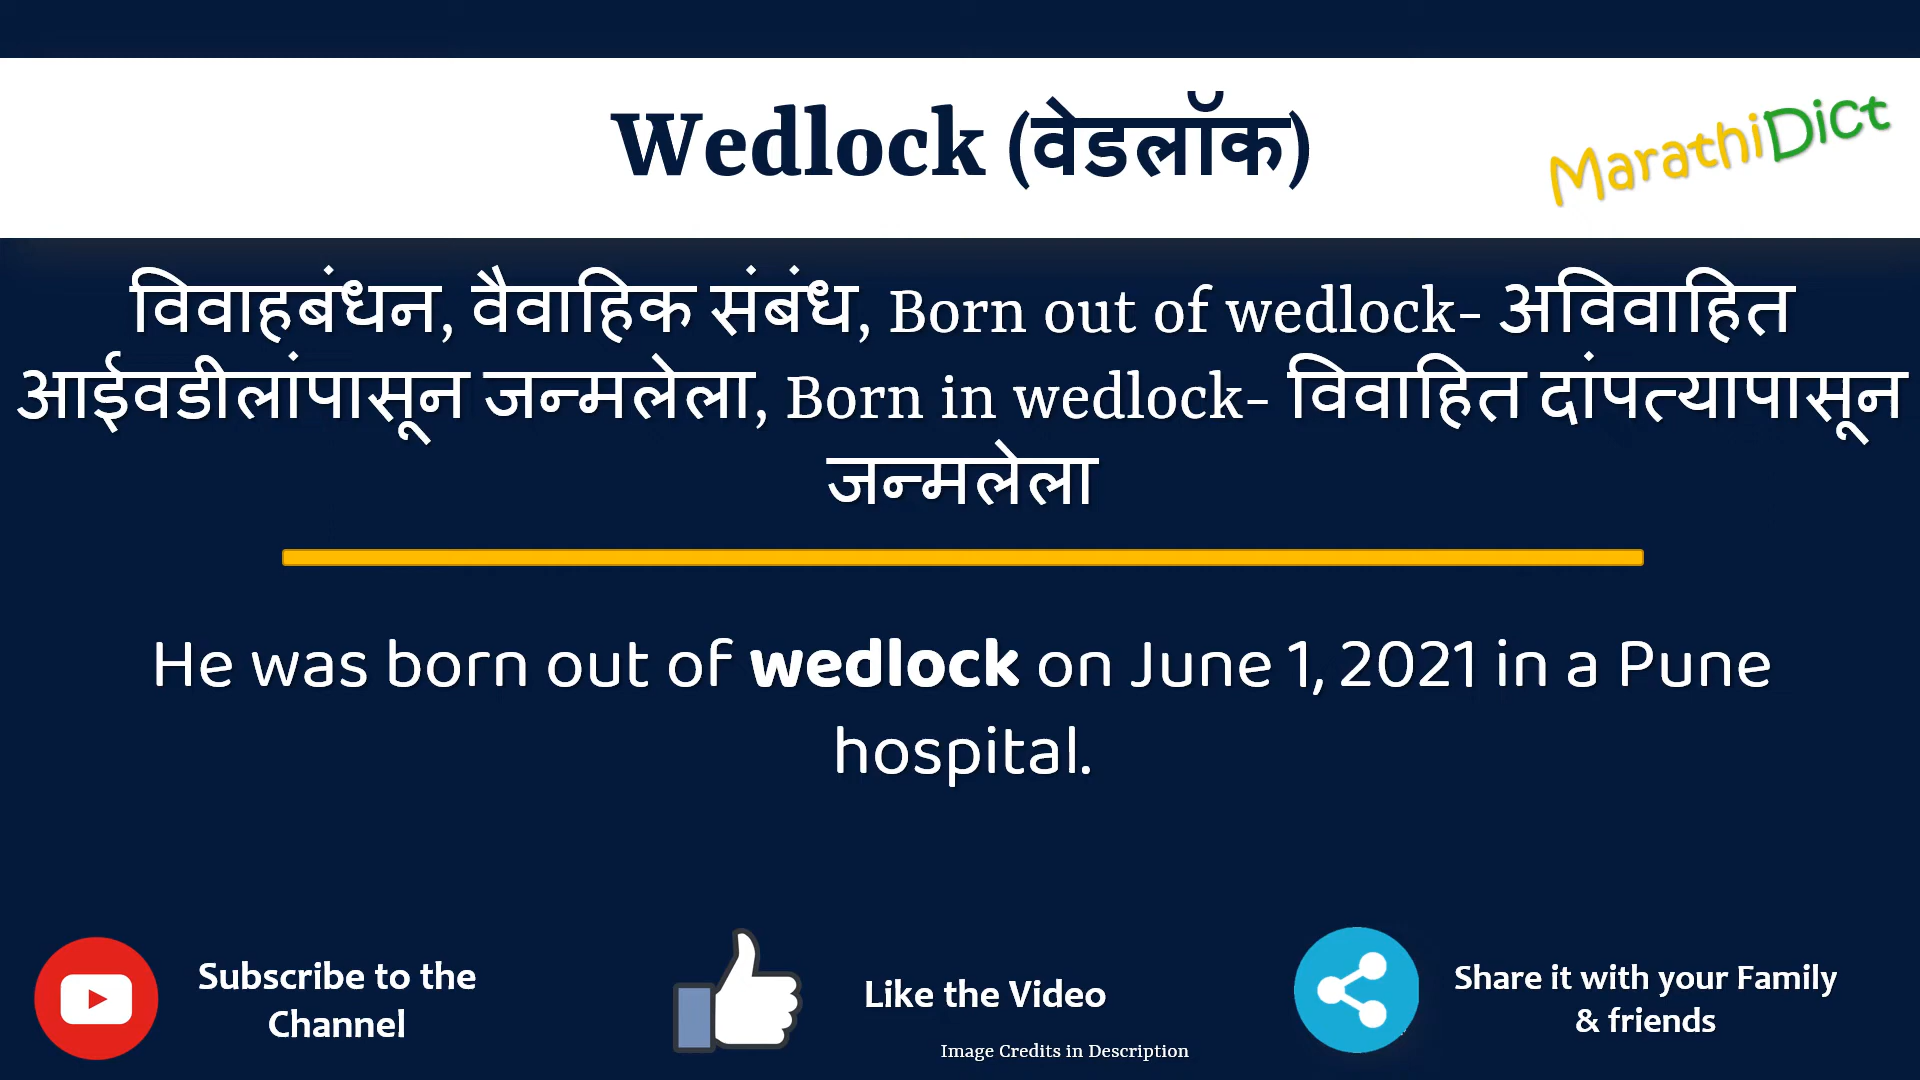 Wedlock (वेडलॉक)
MarathiDict
विवाहबंधन, वैवाहिक संबंध, Born out of wedlock- अविवाहित
आईवडीलांपासून जन्मलेला, Born in wedlock- विवाहित दांपत्यापासून
जन्मलेला
He was born out of wedlock on June 1, 2021 in a Pune
hospital.
Subscribe to the
Channel
Like the Video
Share it with your Family
& friends
Image Credits in Description